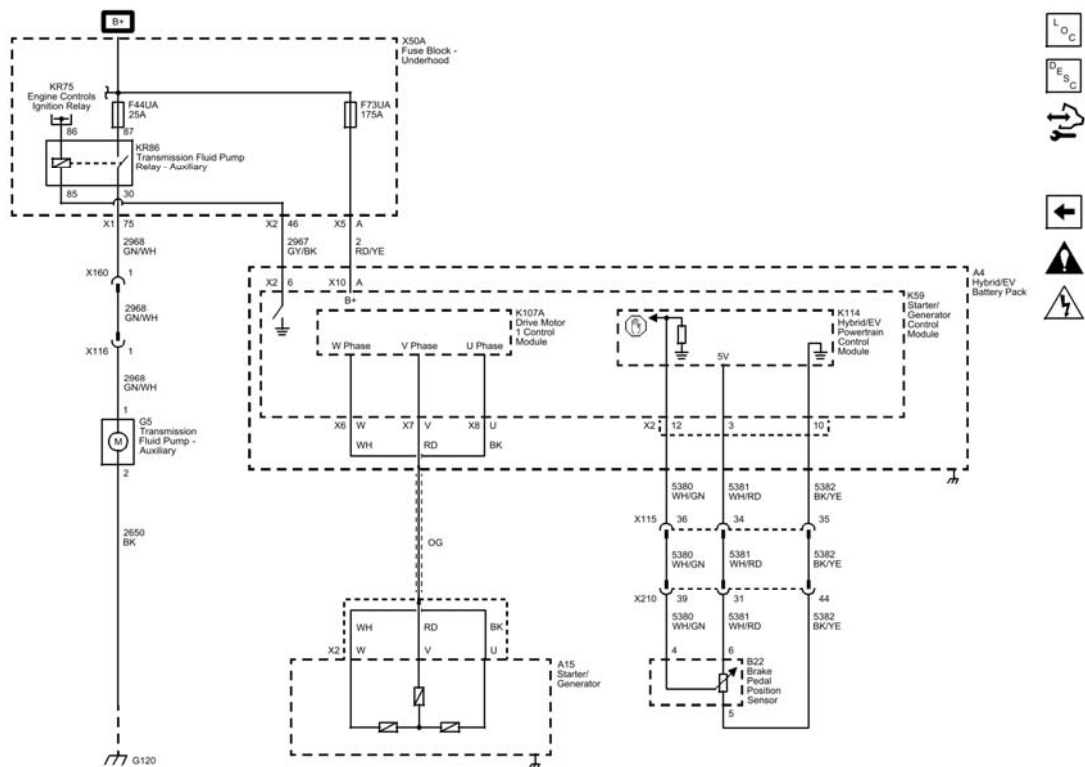 B+
X50A
Fuse Block -
Underhood
KR75
Engine Controls
Ignition Relay
F44UA
25A
F73UA
175A
86
87
KR86
Transmission Fluid Pump
Relay - Auxiliary
85
30
X1 75
X2 46
X5 A
2968
GN/WH
2967
GY/BK
2
RD/YE
X160 1
X2 6
X10 A
B+
A4
Hybrid/EV
Battery Pack
K59
Starter/
Generator
Control
Module
K107A
Drive Motor
1 Control
Module
K114
Hybrid/EV
Powertrain
Control
Module
W Phase
V Phase
U Phase
5V
2968
GN/WH
X116 1
2968
GN/WH
1
G5
Transmission
Fluid Pump -
Auxiliary
M
2
X6 W
X7 V
X8 U
X2 12
3
10
WH
RD
BK
5380
WH/GN
5381
WH/RD
5382
BK/YE
X115 36
34
35
2650
BK
OG
5380
WH/GN
5381
WH/RD
5382
BK/YE
X210 39
31
44
5380
WH/GN
5381
WH/RD
5382
BK/YE
WH
RD
BK
X2 W
V
U
A15
Starter/
Generator
4
6
B22
Brake
Pedal
Position
Sensor
5
G120
LOC
DESC